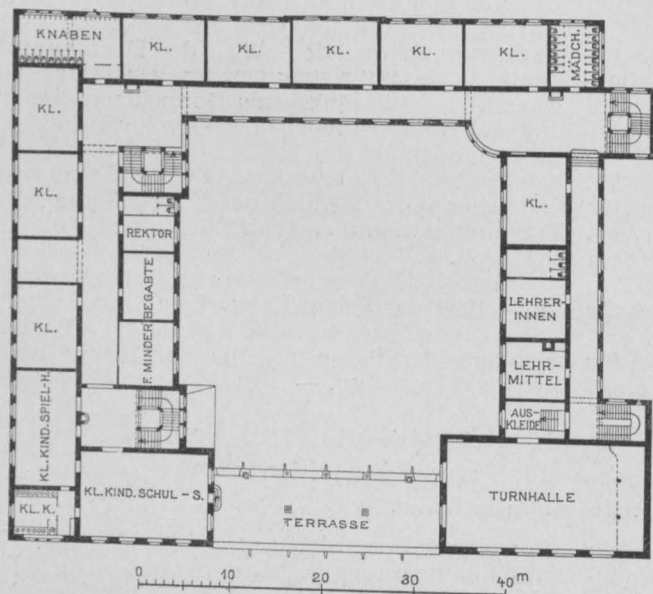 KNABEN
KL.
KL.
KL.
KL.
KL.
MÄDCH.
KL.
KL.
KL.
REKTOR
F. MINDER BEGABTE
LEHRER-
INNEN
KL.
LEHR-
MITTEL
KL. KIND. SPIEL-H.
AUS-
KLEIDE
KL. K.
KL. KIND. SCHUL-S.
TERRASSE
TURNHALLE
0 10 20 30 40 m